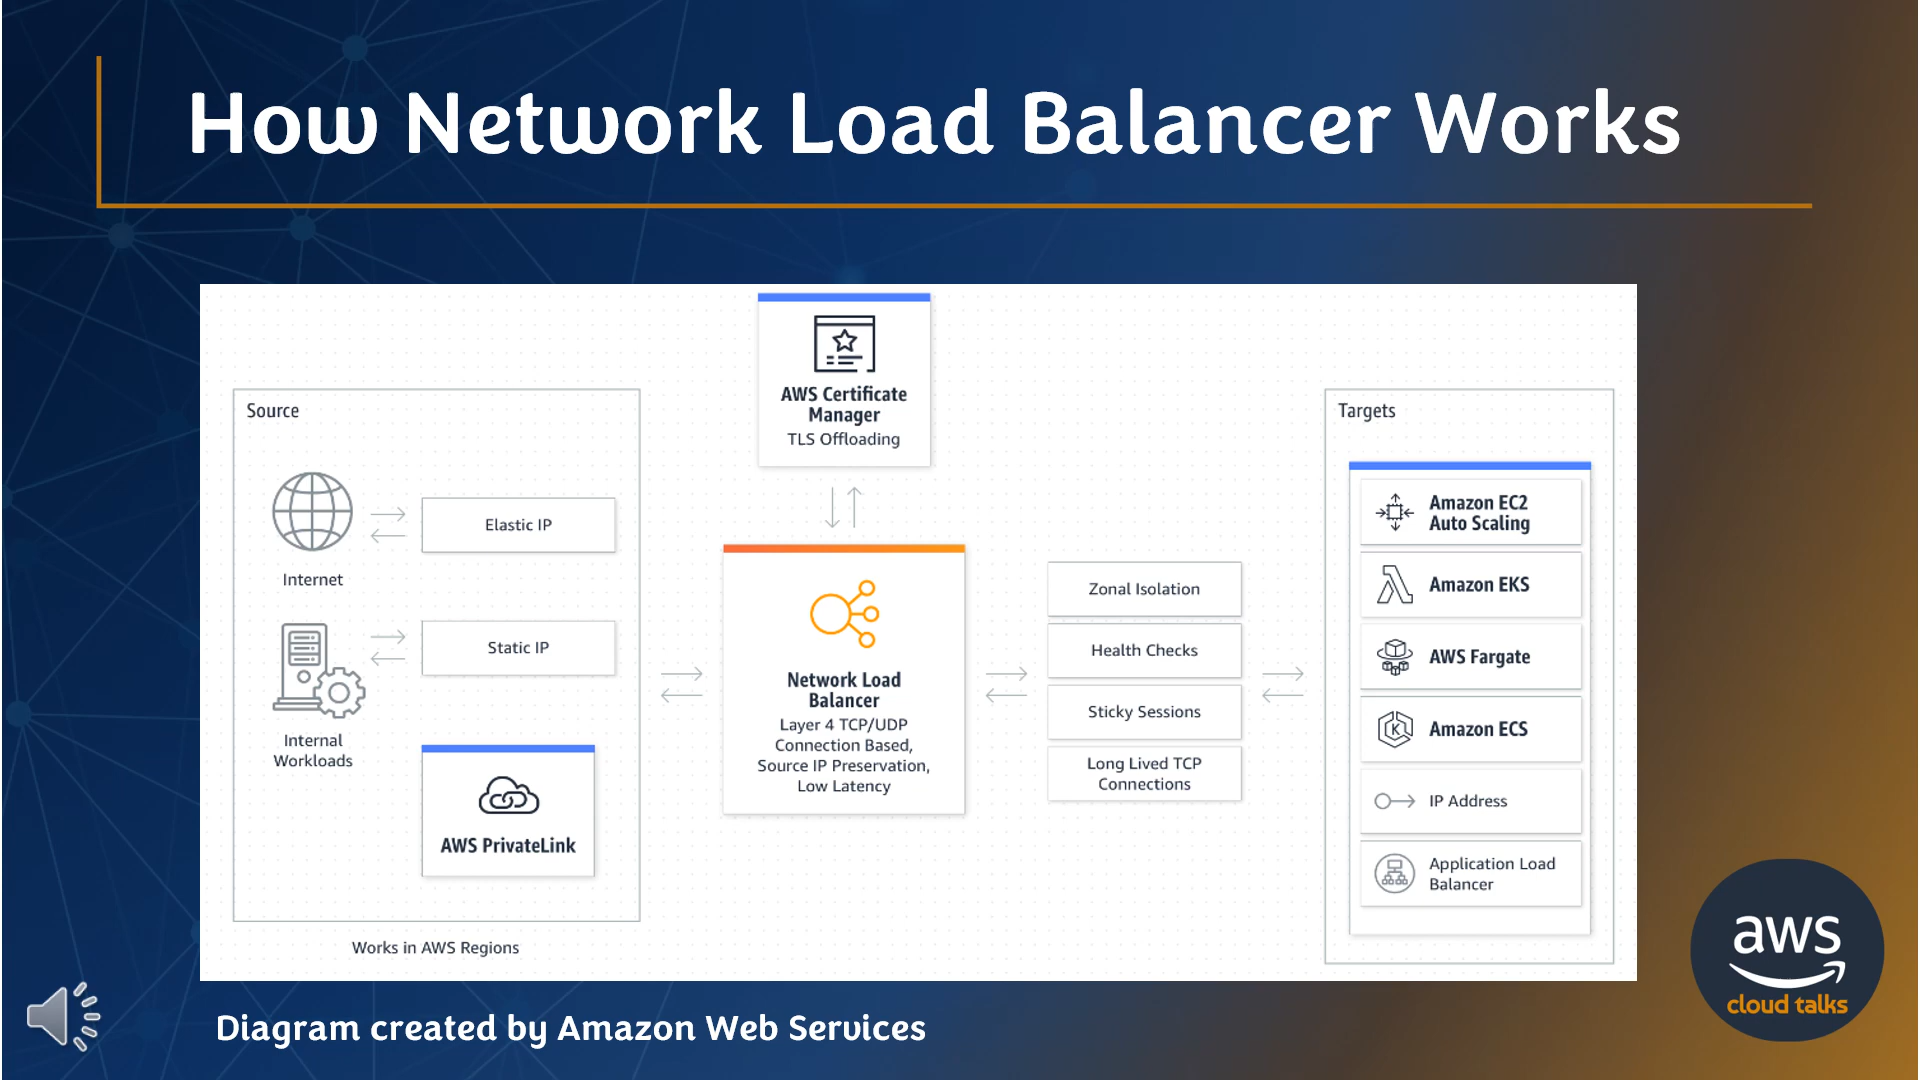 How Network Load Balancer Works
AWS Certificate
Manager
TLS Offloading
Source
Internet
Elastic IP
Internal
Workloads
Static IP
AWS PrivateLink
Works in AWS Regions
Network Load
Balancer
Layer 4 TCP/UDP
Connection Based,
Source IP Preservation,
Low Latency
Zonal Isolation
Health Checks
Sticky Sessions
Long Lived TCP
Connections
Targets
Amazon EC2
Auto Scaling
Amazon EKS
AWS Fargate
K
Amazon ECS
IP Address
Application Load
Balancer
Diagram created by Amazon Web Services
aws
cloud talks